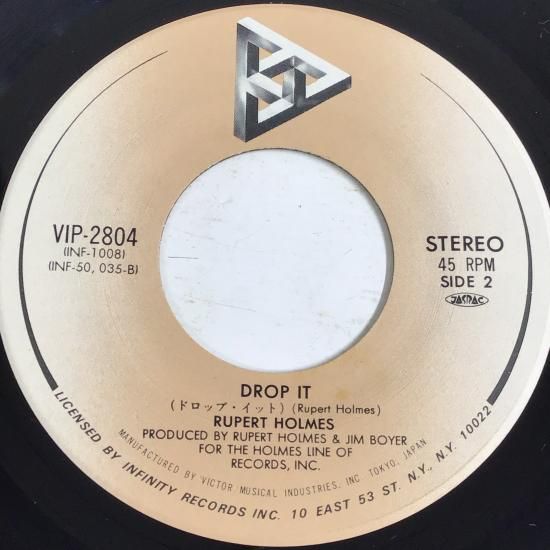 VIP-2804
(INF-1008)
(INF-50, 035-B)
STEREO
45 RPM
SIDE 2
JASRAC
DROP IT
(ドロップ・イット) (Rupert Holmes)
RUPERT HOLMES
PRODUCED BY RUPERT HOLMES & JIM BOYER
FOR THE HOLMES LINE OF
RECORDS, INC.
MANUFACTURED BY VICTOR MUSICAL INDUSTRIES, INC. TOKYO, JAPAN
LICENSED BY INFINITY RECORDS INC. 10 EAST 53 ST. N.Y., N.Y. 10022